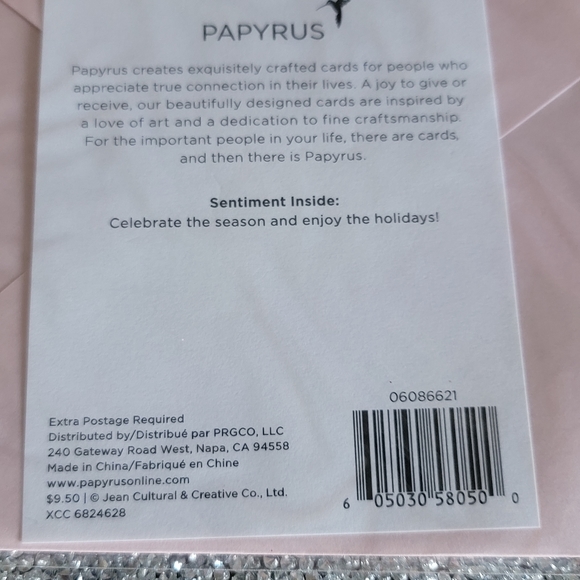 PAPYRUS
Papyrus creates exquisitely crafted cards for people who
appreciate true connection in their lives. A joy to give or
receive, our beautifully designed cards are inspired by
a love of art and a dedication to fine craftsmanship.
For the important people in your life, there are cards,
and then there is Papyrus.
Sentiment Inside:
Celebrate the season and enjoy the holidays!
Extra Postage Required
Distributed by/Distribué par PRGCO, LLC
240 Gateway Road West, Napa, CA 94558
Made in China/Fabriqué en Chine
www.papyrusonline.com
$9.50 | © Jean Cultural & Creative Co., Ltd.
XCC 6824628
06086621
6 05030 58050 0